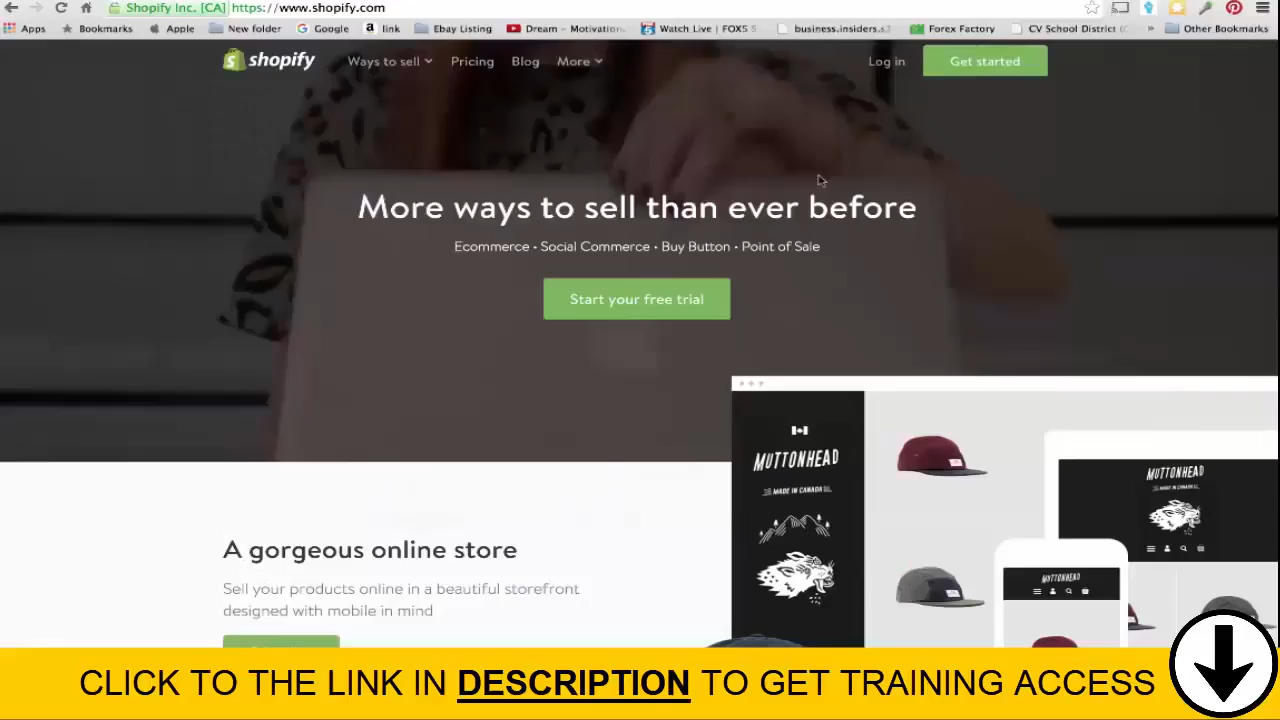 Shopify Inc. [CA] https://www.shopify.com
Apps Bookmarks Apple New folder Google link Ebay Listing Dream - Motivation Watch Live | FOX5 S business.insiders.s3 Forex Factory CV School District ( » Other Bookmarks
shopify Ways to sell Pricing Blog More Log in Get started
More ways to sell than ever before
Ecommerce • Social Commerce • Buy Button • Point of Sale
Start your free trial
MUTTONHEAD
MADE IN CANADA
MUTTONHEAD
MUTTONHEAD
A gorgeous online store
Sell your products online in a beautiful storefront
designed with mobile in mind
CLICK TO THE LINK IN DESCRIPTION TO GET TRAINING ACCESS